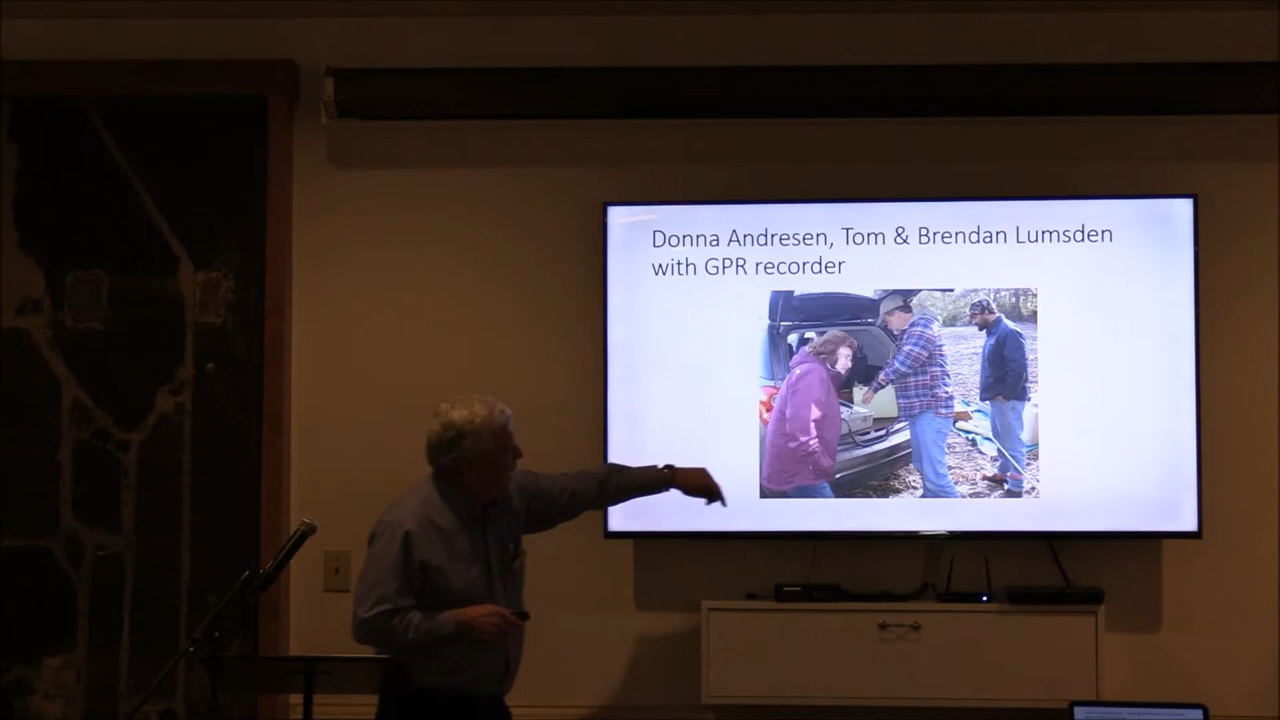 Donna Andresen, Tom & Brendan Lumsden
with GPR recorder